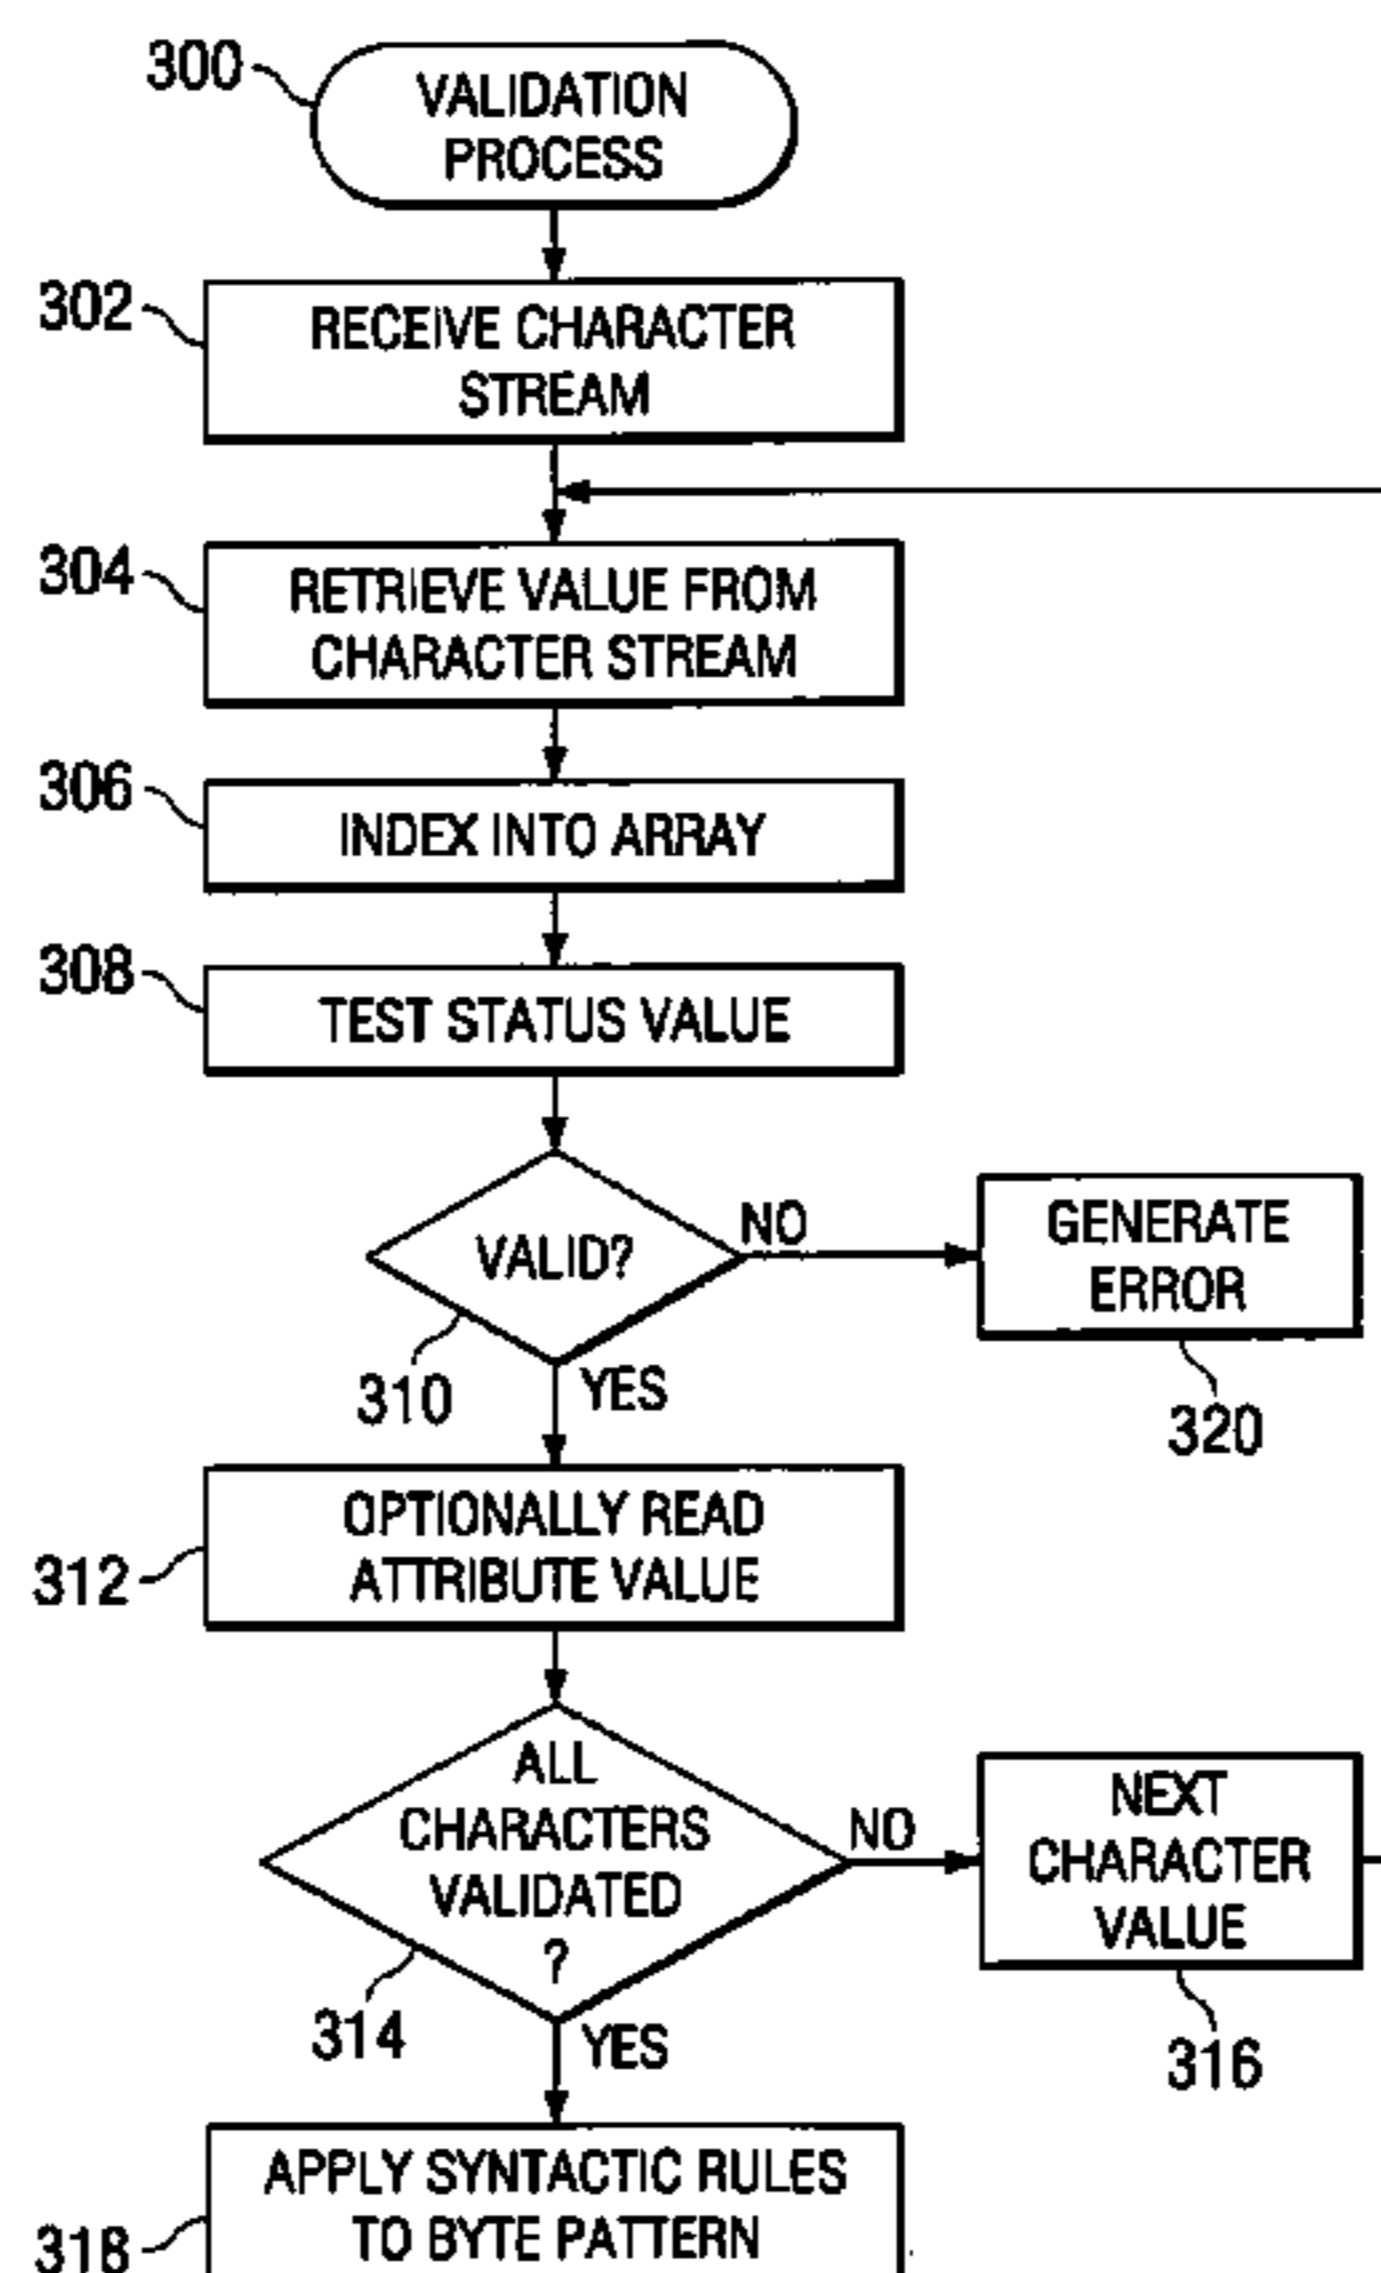 300
VALIDATION
PROCESS
302
RECEIVE CHARACTER
STREAM
304
RETRIEVE VALUE FROM
CHARACTER STREAM
306
INDEX INTO ARRAY
308
TEST STATUS VALUE
VALID?
NO
GENERATE
ERROR
310
YES
320
312
OPTIONALLY READ
ATTRIBUTE VALUE
ALL
CHARACTERS
VALIDATED
?
NO
NEXT
CHARACTER
VALUE
314
YES
316
318
APPLY SYNTACTIC RULES
TO BYTE PATTERN